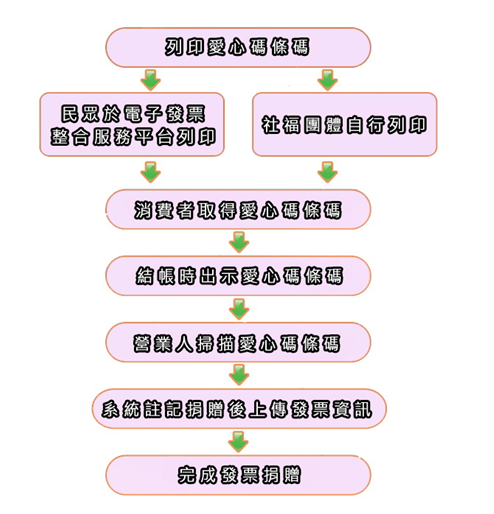 列印愛心碼條碼
民眾於電子發票
整合服務平台列印
社福團體自行列印
消費者取得愛心碼條碼
結帳時出示愛心碼條碼
營業人掃描愛心碼條碼
系統註記捐贈後上傳發票資訊
完成發票捐贈